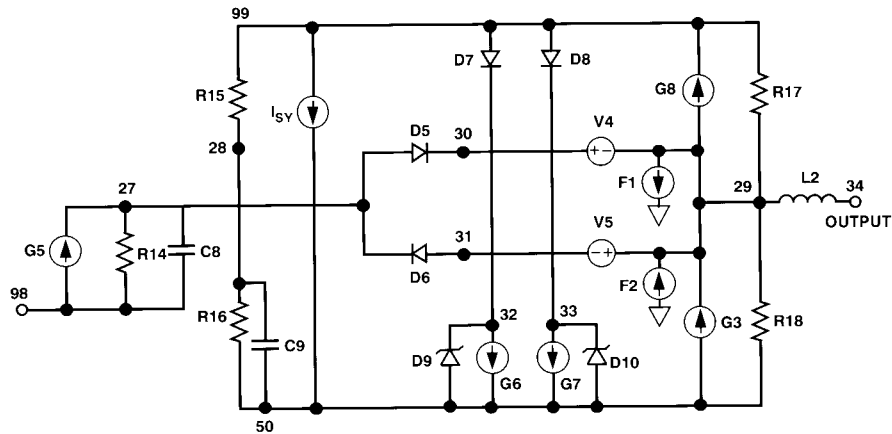 99
D7
D8
R15
I_SY
G8
R17
V4
D5
30
28
F1
L2
27
29
34
OUTPUT
V5
31
G5
R14
C8
D6
F2
98
R16
32
33
G3
R18
C9
D9
G6
G7
D10
50